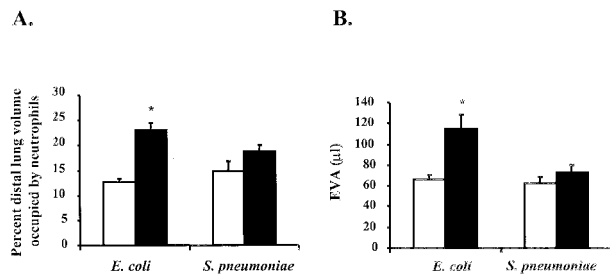 A.
B.
Percent distal lung volume
occupied by neutrophils
30
25
20
15
10
5
0
*
E. coli
S. pneumoniae
EVA (µl)
140
120
100
80
60
40
20
0
*
E. coli
S. pneumoniae